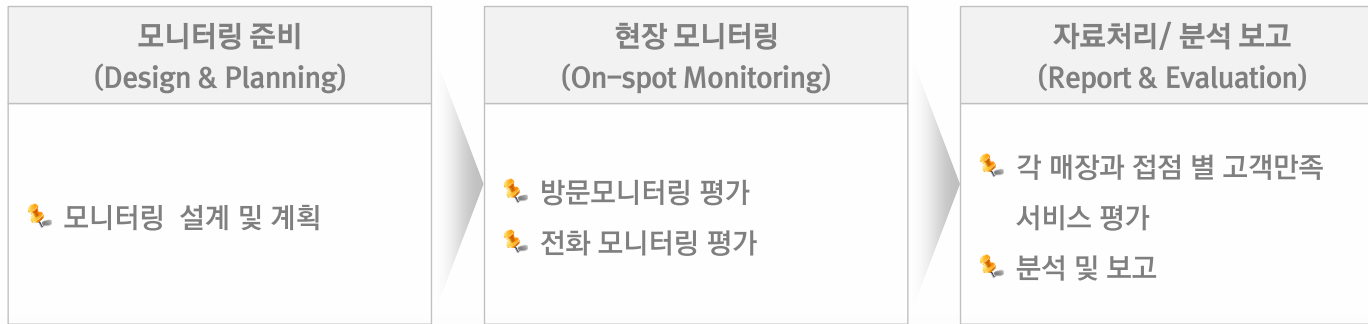 모니터링 준비
(Design & Planning)
모니터링 설계 및 계획
현장 모니터링
(On-spot Monitoring)
방문모니터링 평가
전화 모니터링 평가
자료처리/ 분석 보고
(Report & Evaluation)
각 매장과 접점 별 고객만족
서비스 평가
분석 및 보고